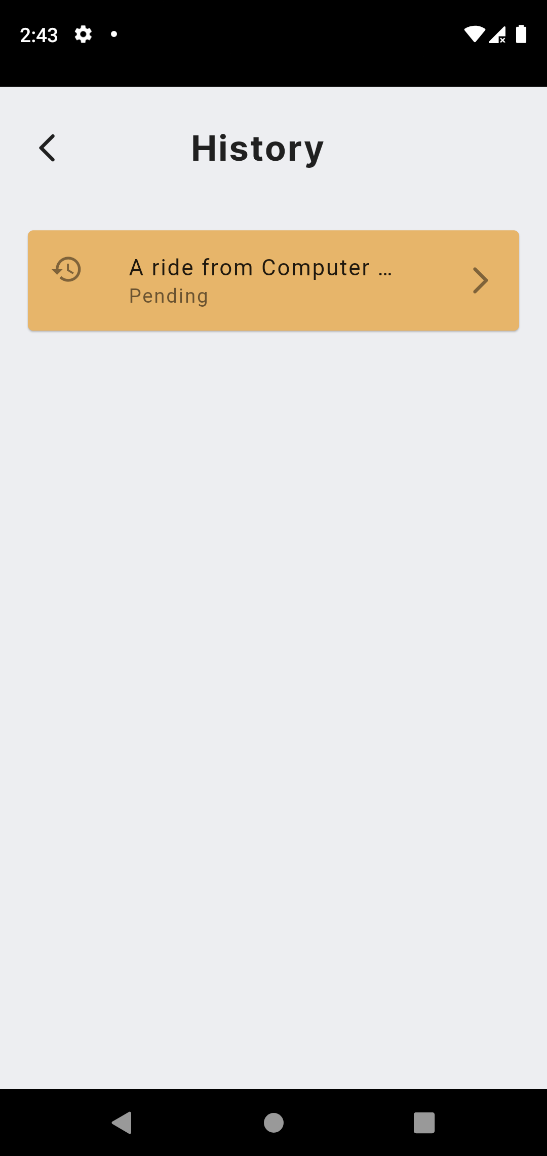 2:43
History
A ride from Computer ...
Pending